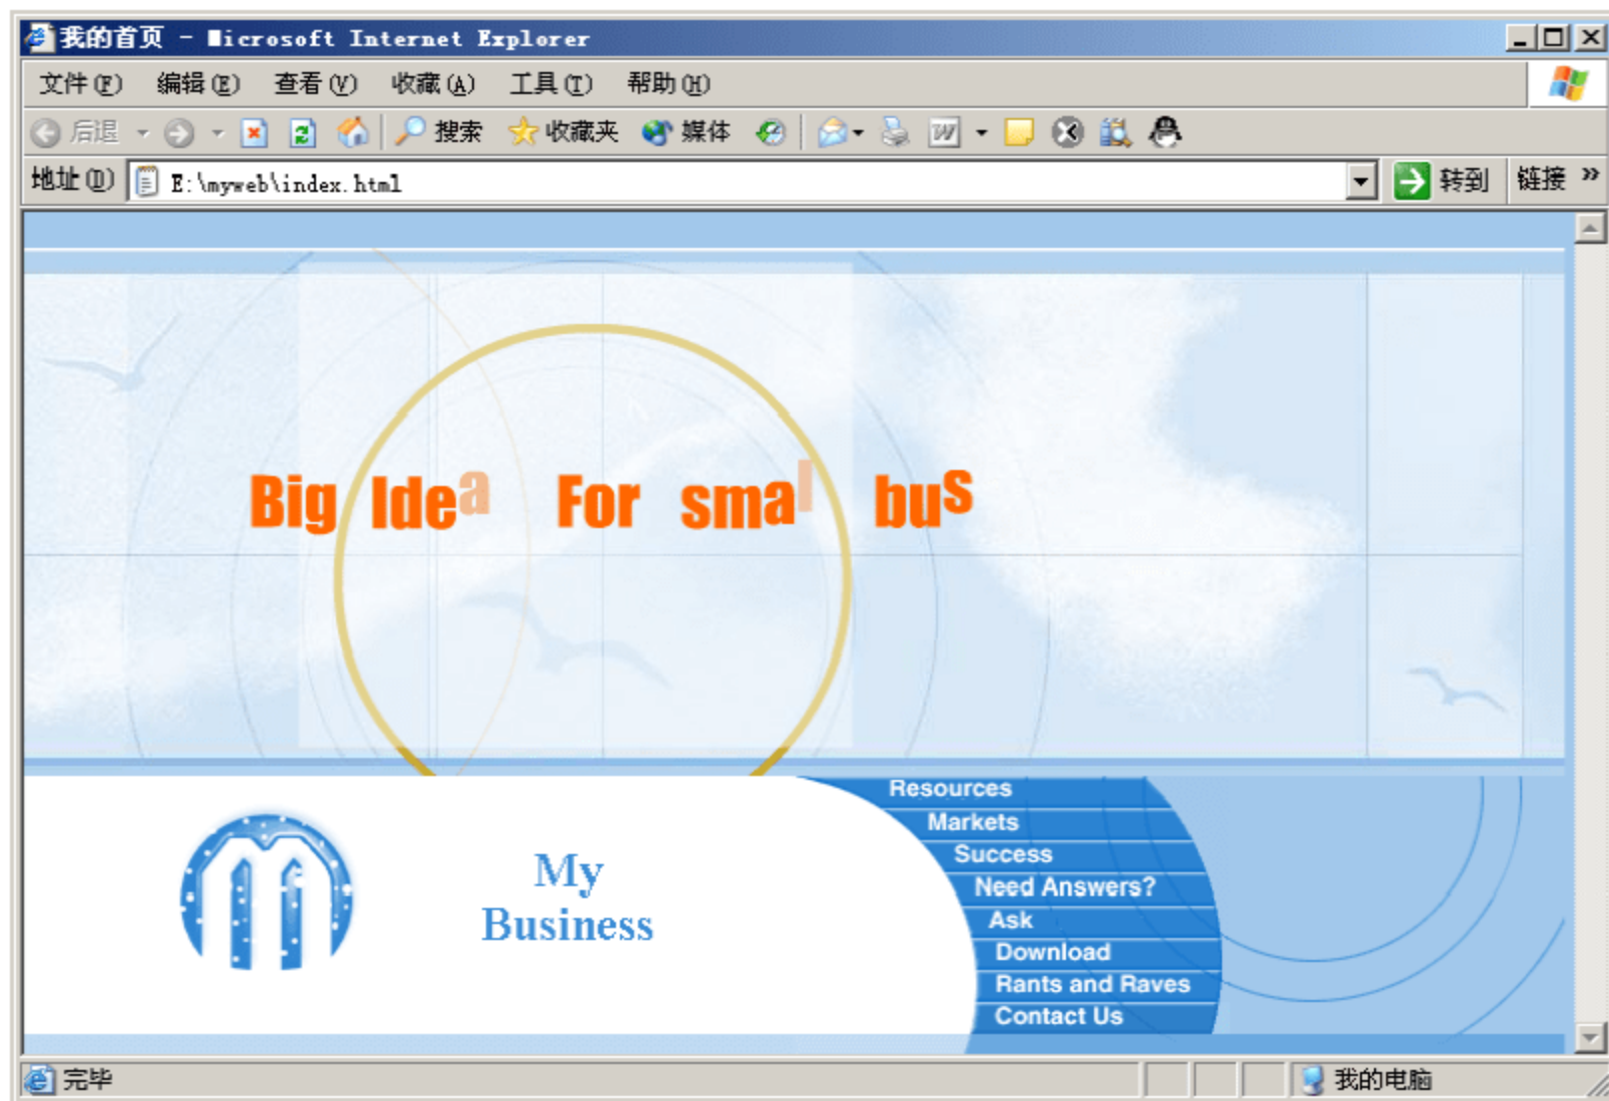 我的首页 - Microsoft Internet Explorer
文件(F) 编辑(E) 查看(V) 收藏(A) 工具(T) 帮助(H)
后退 搜索 收藏夹 媒体
地址(D) E:\myweb\index.html 转到 链接 »
Big Idea For smal bus
Resources
Markets
Success
Need Answers?
Ask
Download
Rants and Raves
Contact Us
My
Business
完毕 我的电脑